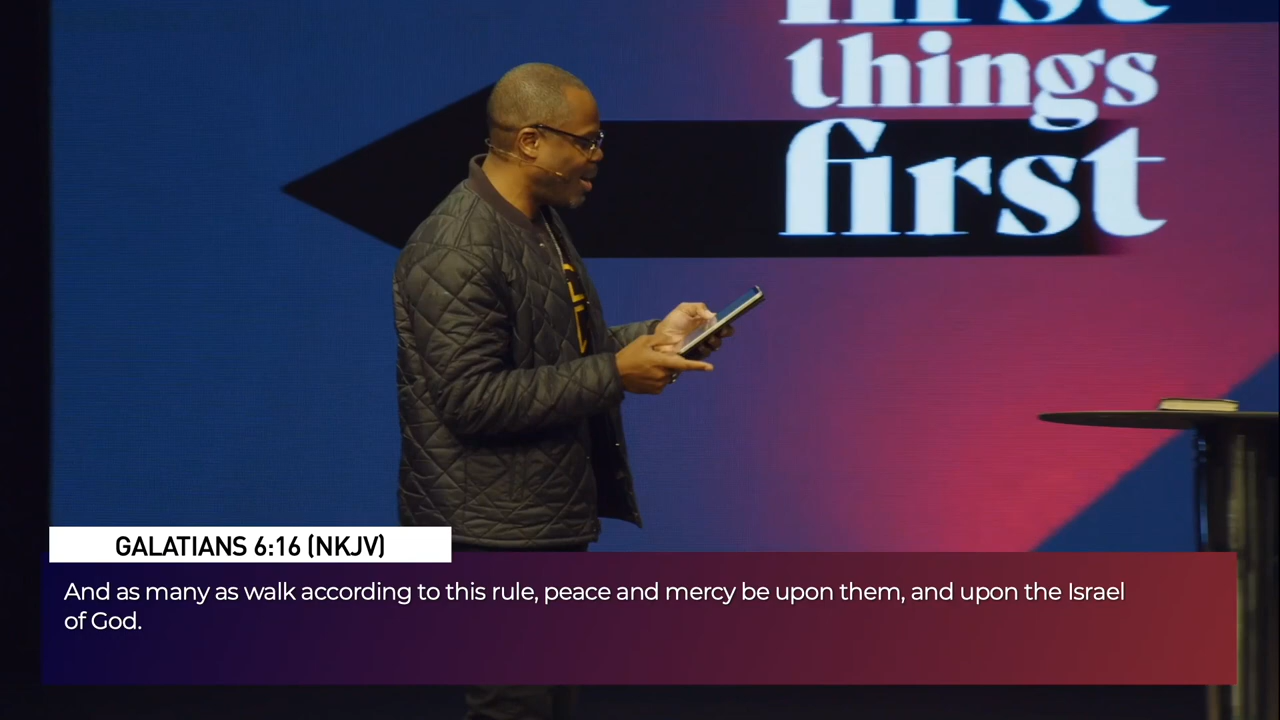 first
things
first
GALATIANS 6:16 (NKJV)
And as many as walk according to this rule, peace and mercy be upon them, and upon the Israel
of God.